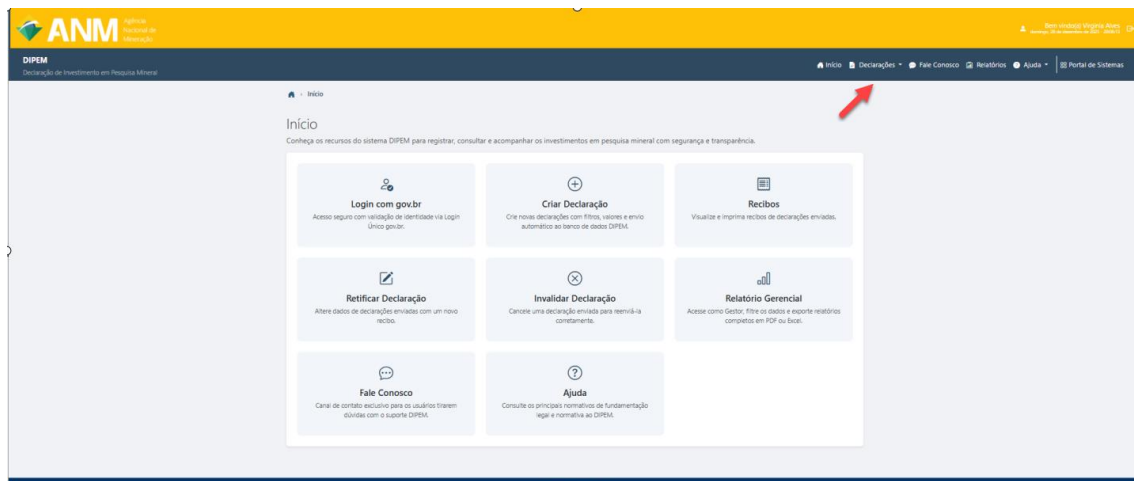 ANM
Agência
Nacional de
Mineração
Bem vindo(a) Virginia Alves
DIPEM
Declaração de Investimento em Pesquisa Mineral
Início Declarações Fale Conosco Relatórios Ajuda Portal de Sistemas
Início
Início
Conheça os recursos do sistema DIPEM para registrar, consultar e acompanhar os investimentos em pesquisa mineral com segurança e transparência.
Login com gov.br
Acesso seguro com validação de identidade via Login
Único gov.br.
Criar Declaração
Crie novas declarações com filtros, valores e envio
automático ao banco de dados DIPEM.
Recibos
Visualize e imprima recibos de declarações enviadas.
Retificar Declaração
Altere dados de declarações enviadas com um novo
recibo.
Invalidar Declaração
Cancele uma declaração enviada para reenviá-la
corretamente.
Relatório Gerencial
Acesse como Gestor, filtre os dados e exporte relatórios
completos em PDF ou Excel.
Fale Conosco
Canal de contato exclusivo para os usuários tirarem
dúvidas com o suporte DIPEM.
Ajuda
Consulte os principais normativos de fundamentação
legal e normativa ao DIPEM.